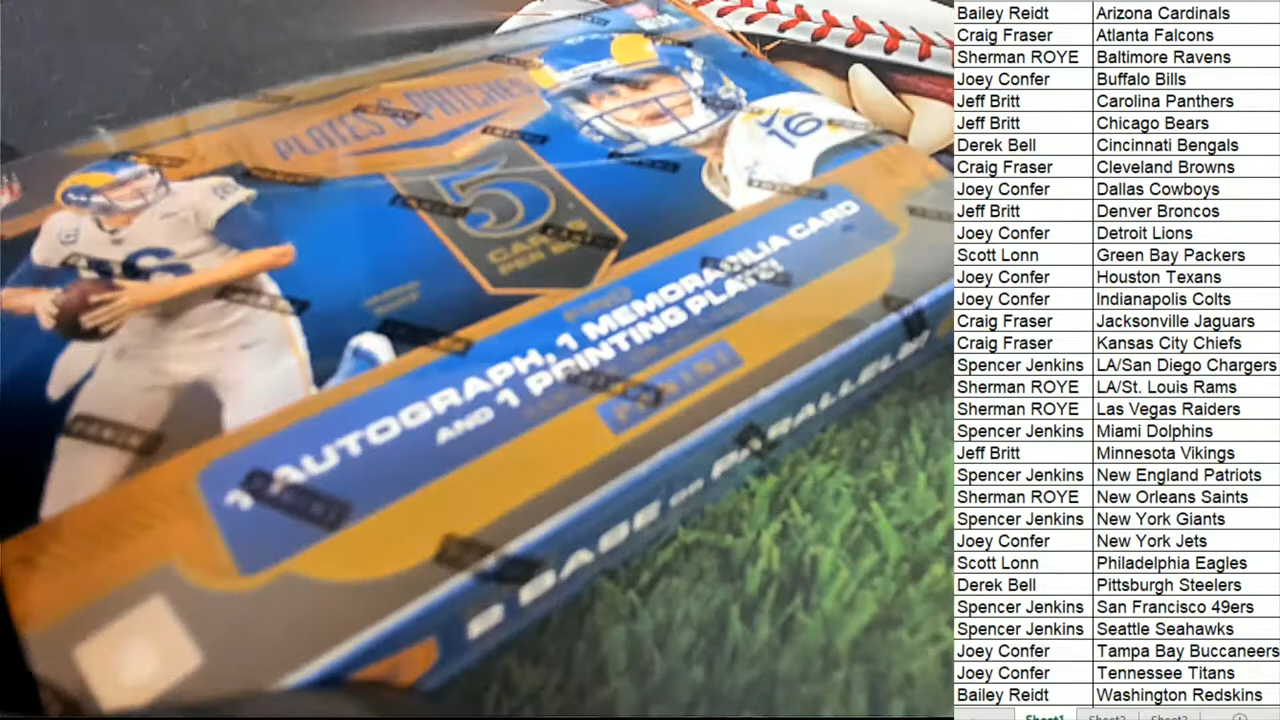 PLATES & PATCHES
16
5
CARDS
PER BOX
FIND
1 AUTOGRAPH, 1 MEMORABILIA CARD
AND 1 PRINTING PLATE!
Bailey Reidt Arizona Cardinals
Craig Fraser Atlanta Falcons
Sherman ROYE Baltimore Ravens
Joey Confer Buffalo Bills
Jeff Britt Carolina Panthers
Jeff Britt Chicago Bears
Derek Bell Cincinnati Bengals
Craig Fraser Cleveland Browns
Joey Confer Dallas Cowboys
Jeff Britt Denver Broncos
Joey Confer Detroit Lions
Scott Lonn Green Bay Packers
Joey Confer Houston Texans
Joey Confer Indianapolis Colts
Craig Fraser Jacksonville Jaguars
Craig Fraser Kansas City Chiefs
Spencer Jenkins LA/San Diego Chargers
Sherman ROYE LA/St. Louis Rams
Sherman ROYE Las Vegas Raiders
Spencer Jenkins Miami Dolphins
Jeff Britt Minnesota Vikings
Spencer Jenkins New England Patriots
Sherman ROYE New Orleans Saints
Spencer Jenkins New York Giants
Joey Confer New York Jets
Scott Lonn Philadelphia Eagles
Derek Bell Pittsburgh Steelers
Spencer Jenkins San Francisco 49ers
Spencer Jenkins Seattle Seahawks
Joey Confer Tampa Bay Buccaneers
Joey Confer Tennessee Titans
Bailey Reidt Washington Redskins
Sheet1 Sheet2 Sheet3